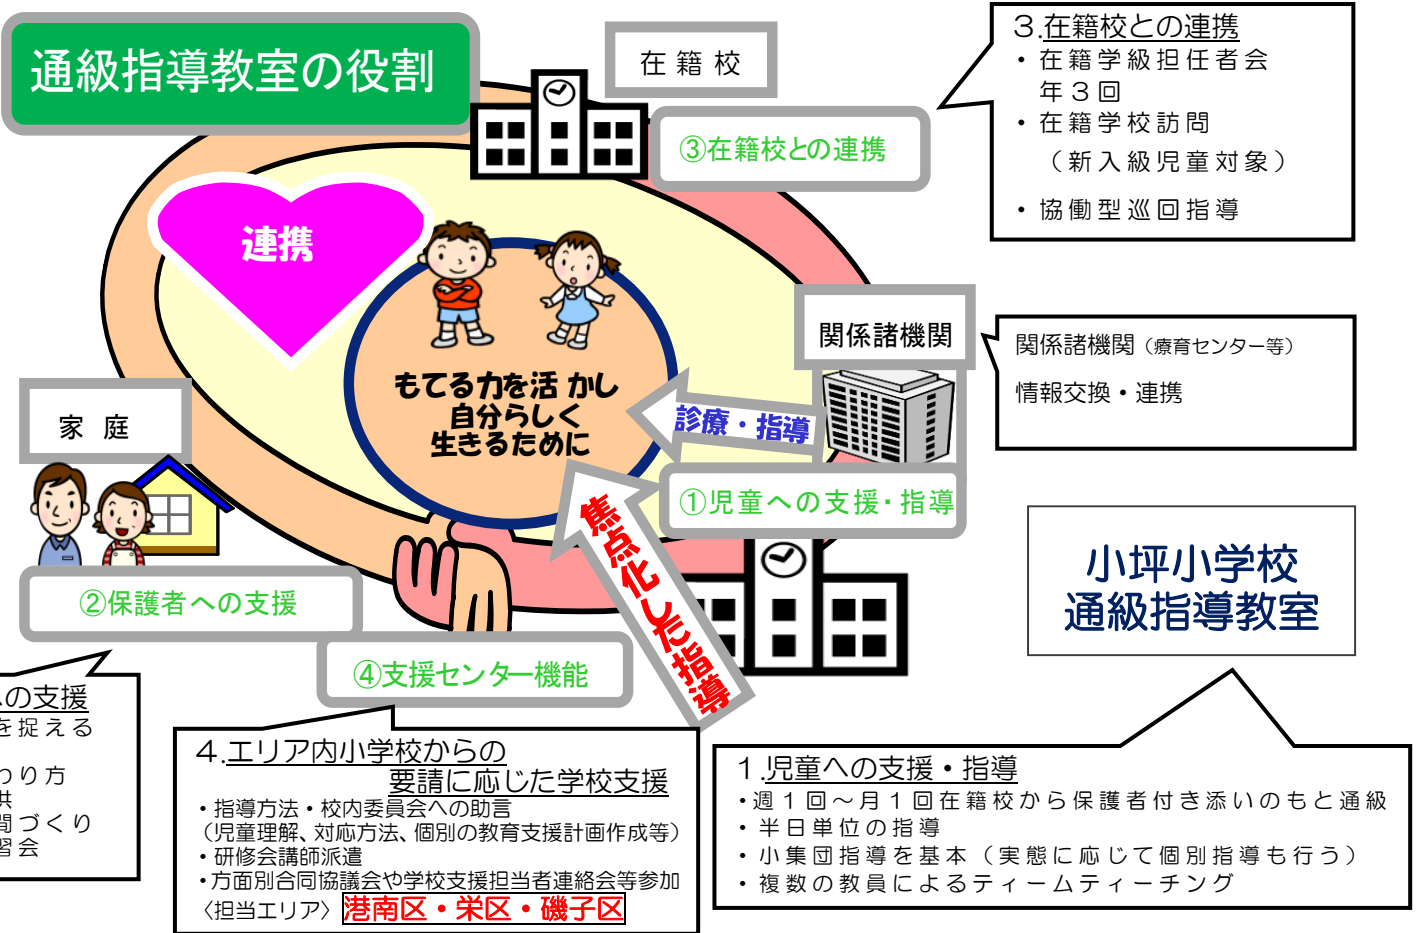 通級指導教室の役割
在籍校
③在籍校との連携
3.在籍校との連携
・在籍学級担任者会
年３回
・在籍学校訪問
（新入級児童対象）
・協働型巡回指導
連携
もてる力を活かし
自分らしく
生きるために
関係諸機関
関係諸機関（療育センター等）
情報交換・連携
診療・指導
①児童への支援・指導
焦点化した指導
家庭
②保護者への支援
④支援センター機能
小坪小学校
通級指導教室
の支援
を捉える
わり方
供
間づくり
習会
4.エリア内小学校からの
要請に応じた学校支援
・指導方法・校内委員会への助言
（児童理解、対応方法、個別の教育支援計画作成等）
・研修会講師派遣
・方面別合同協議会や学校支援担当者連絡会等参加
〈担当エリア〉港南区・栄区・磯子区
1.児童への支援・指導
・週１回～月１回在籍校から保護者付き添いのもと通級
・半日単位の指導
・小集団指導を基本（実態に応じて個別指導も行う）
・複数の教員によるティームティーチング